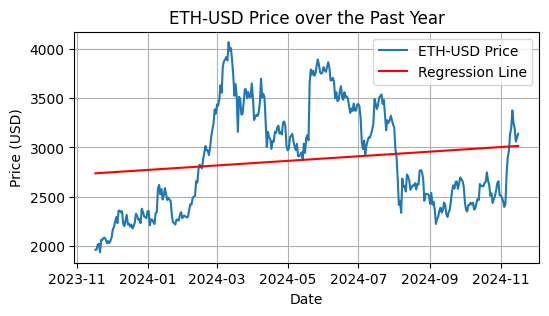 ETH-USD Price over the Past Year
Price (USD)
4000
3500
3000
2500
2000
ETH-USD Price
Regression Line
2023-11 2024-01 2024-03 2024-05 2024-07 2024-09 2024-11
Date